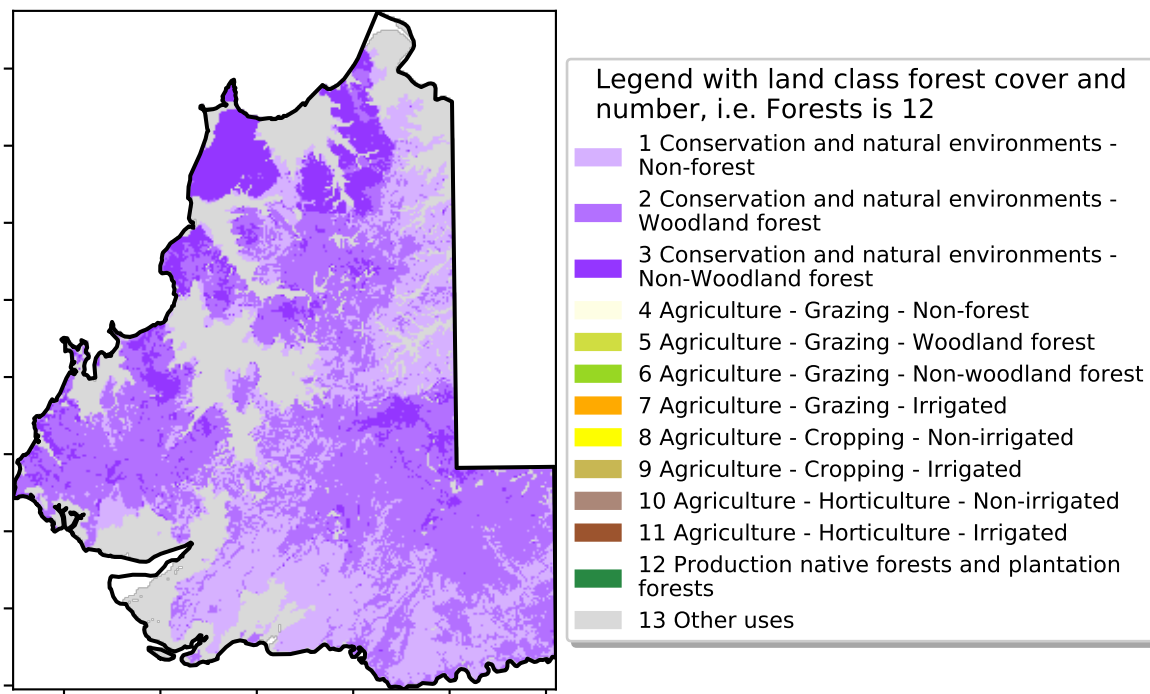 Legend with land class forest cover and
number, i.e. Forests is 12
1 Conservation and natural environments -
Non-forest
2 Conservation and natural environments -
Woodland forest
3 Conservation and natural environments -
Non-Woodland forest
4 Agriculture - Grazing - Non-forest
5 Agriculture - Grazing - Woodland forest
6 Agriculture - Grazing - Non-woodland forest
7 Agriculture - Grazing - Irrigated
8 Agriculture - Cropping - Non-irrigated
9 Agriculture - Cropping - Irrigated
10 Agriculture - Horticulture - Non-irrigated
11 Agriculture - Horticulture - Irrigated
12 Production native forests and plantation
forests
13 Other uses